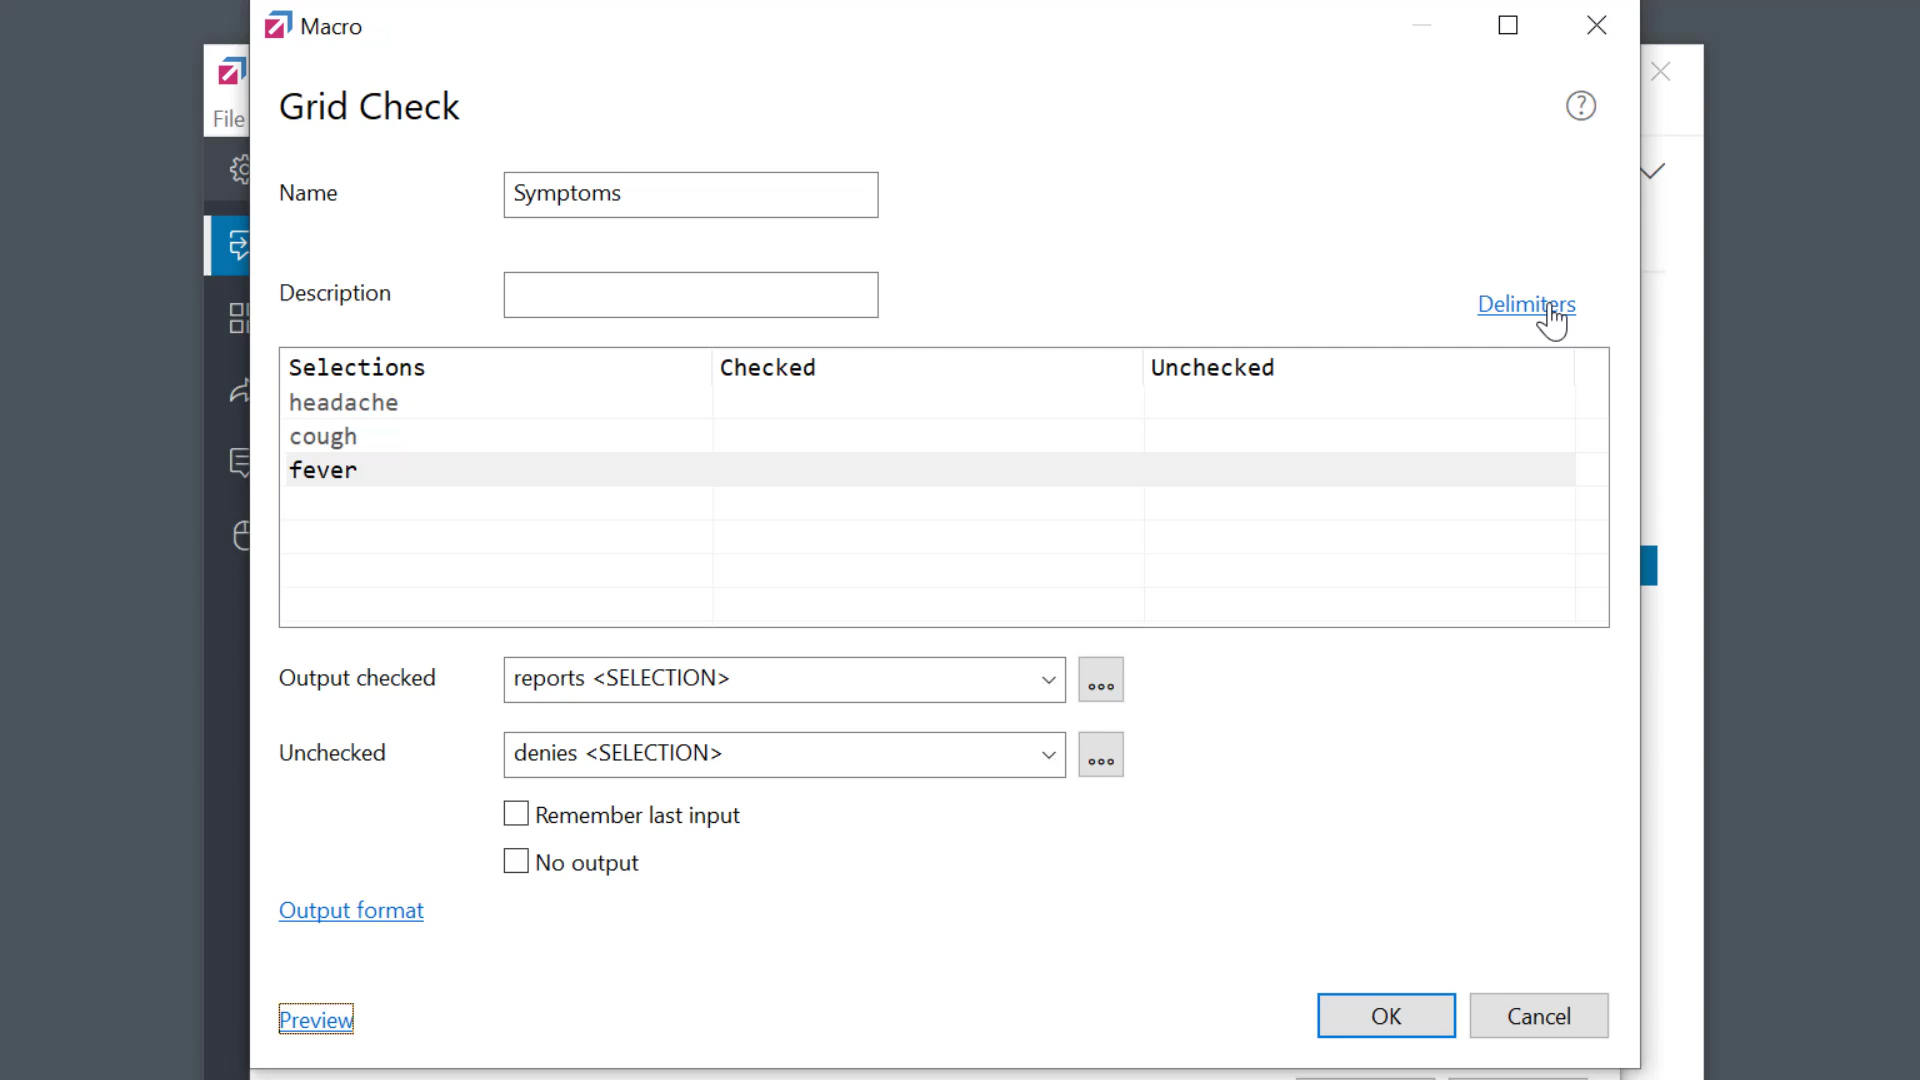 Macro
File
Grid Check
Name
Symptoms
Description
Delimiters
Selections Checked Unchecked
headache
cough
fever
Output checked
reports <SELECTION>
Unchecked
denies <SELECTION>
Remember last input
No output
Output format
Preview
OK
Cancel